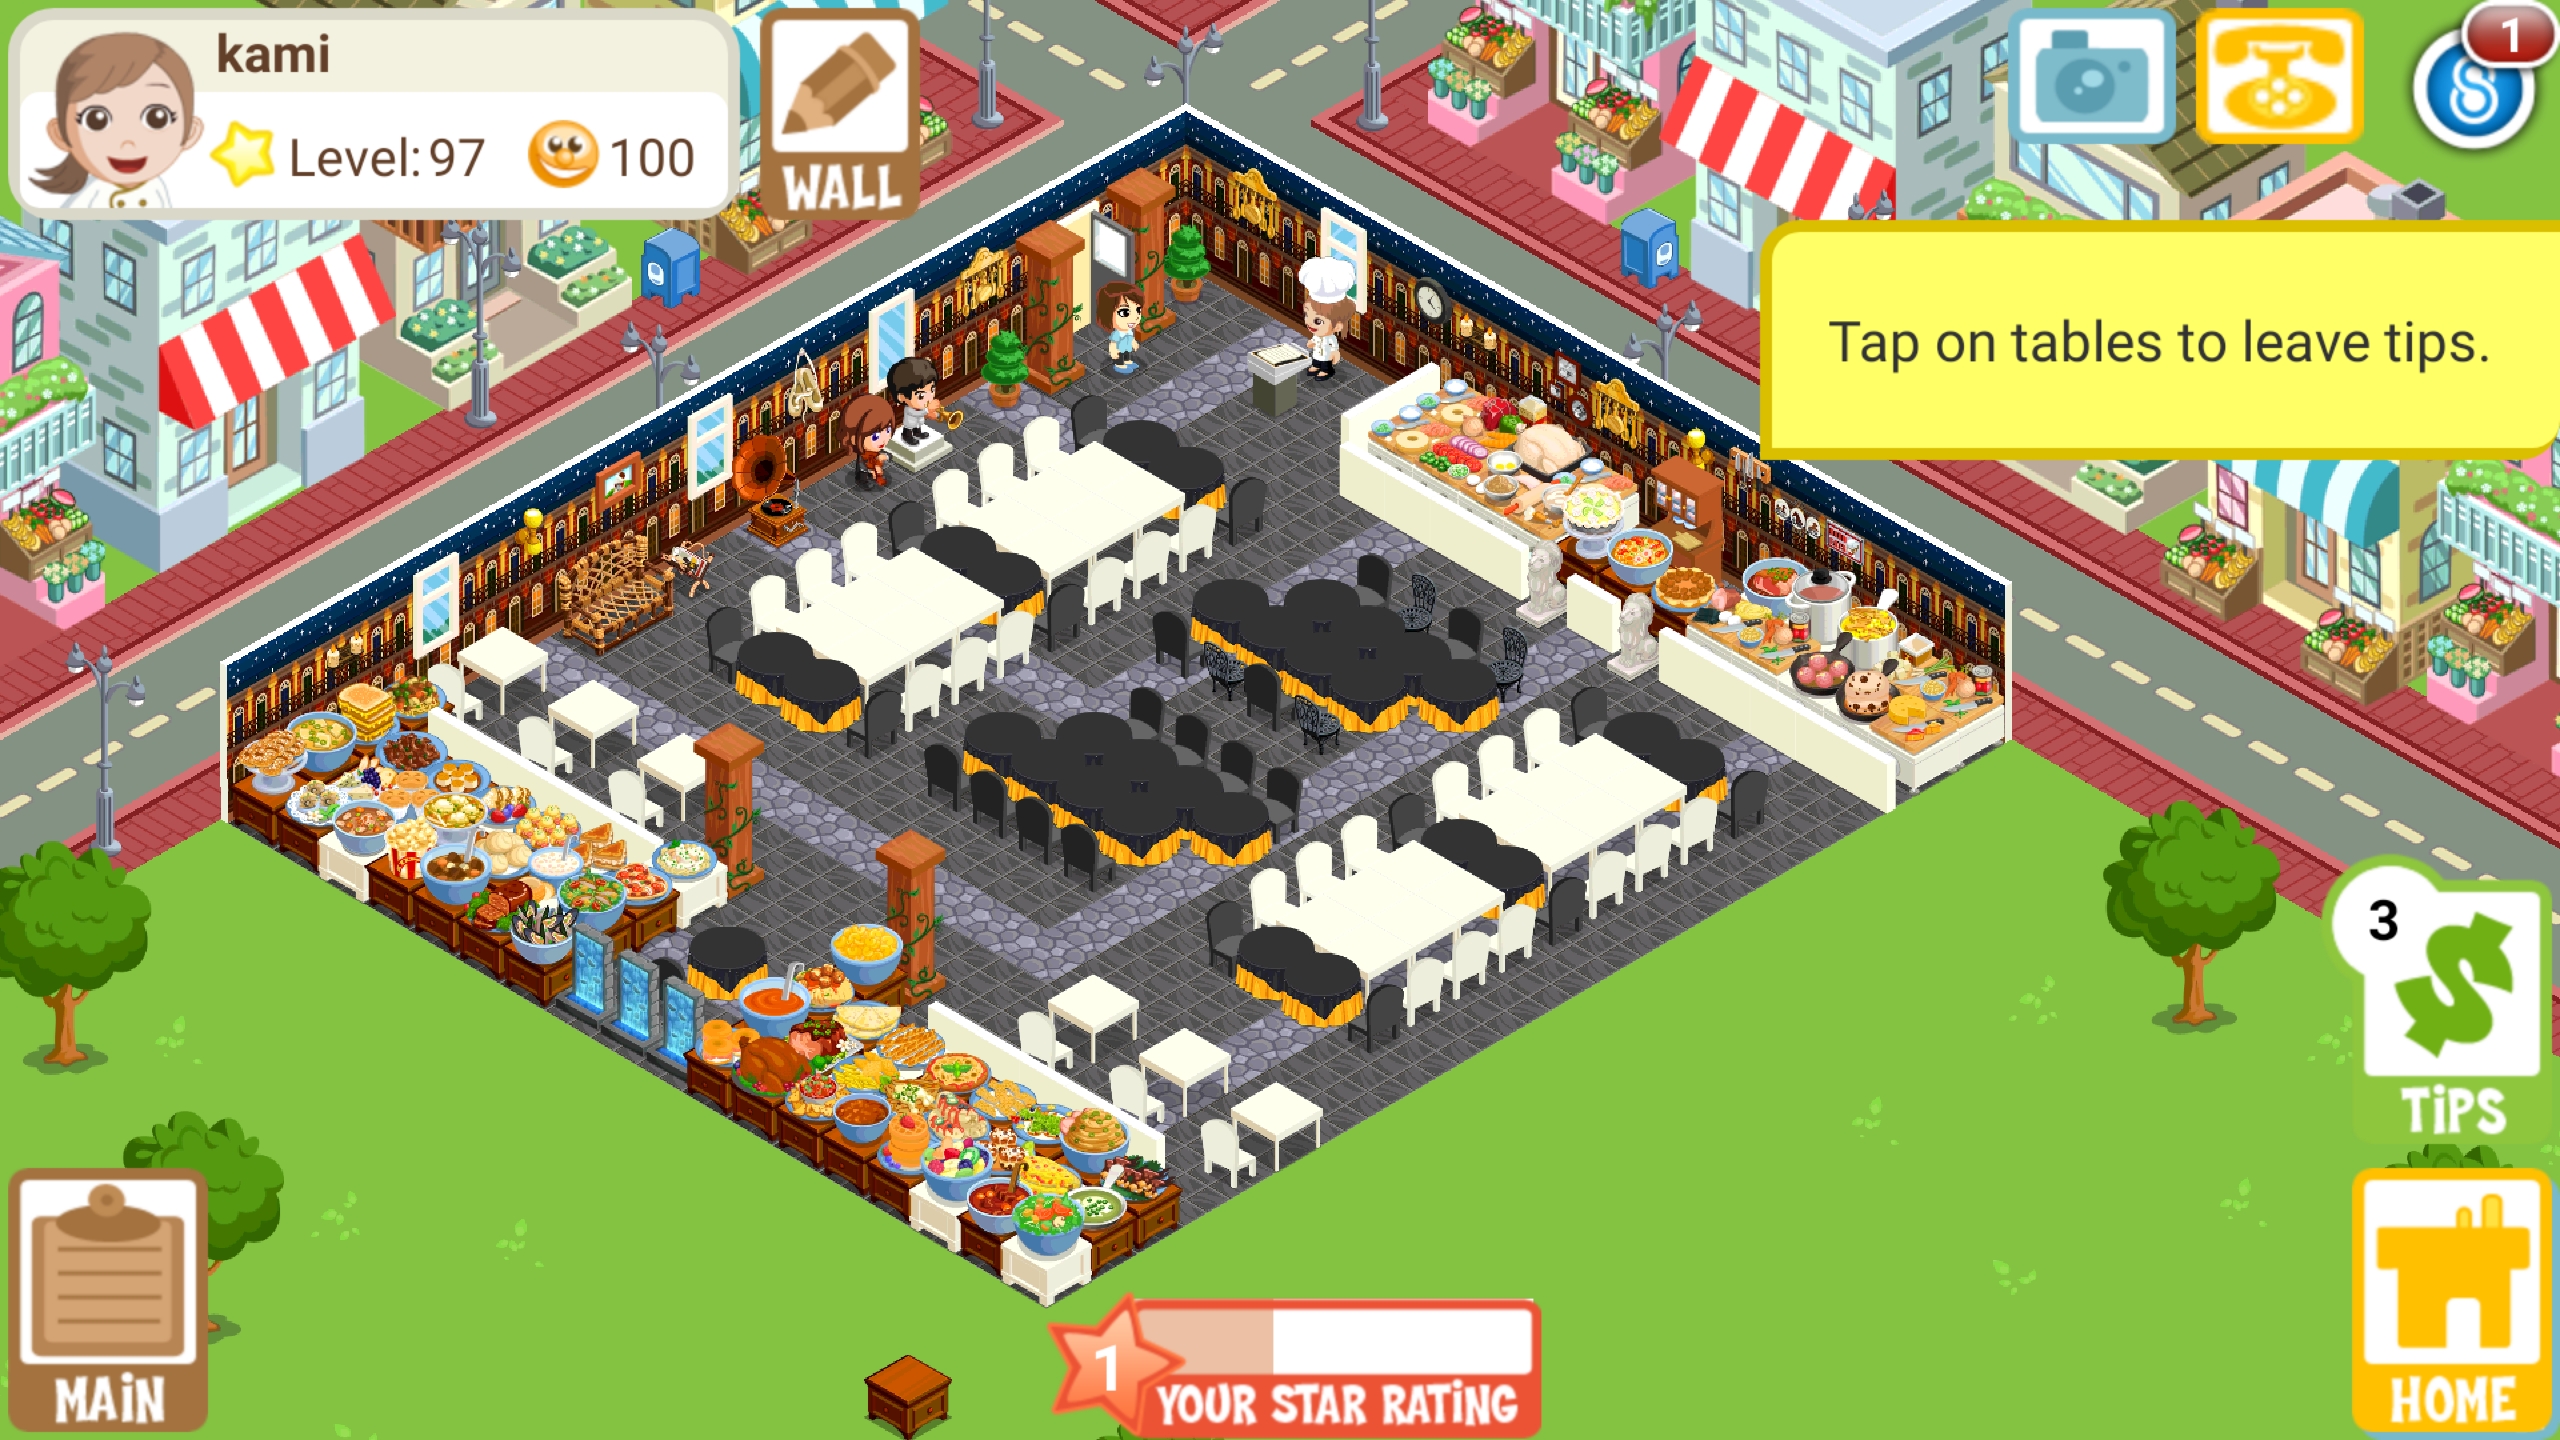 kami
Level: 97
100
WALL
1
Tap on tables to leave tips.
3
TiPS
MAiN
1
YOUR STAR RATiNG
HOME